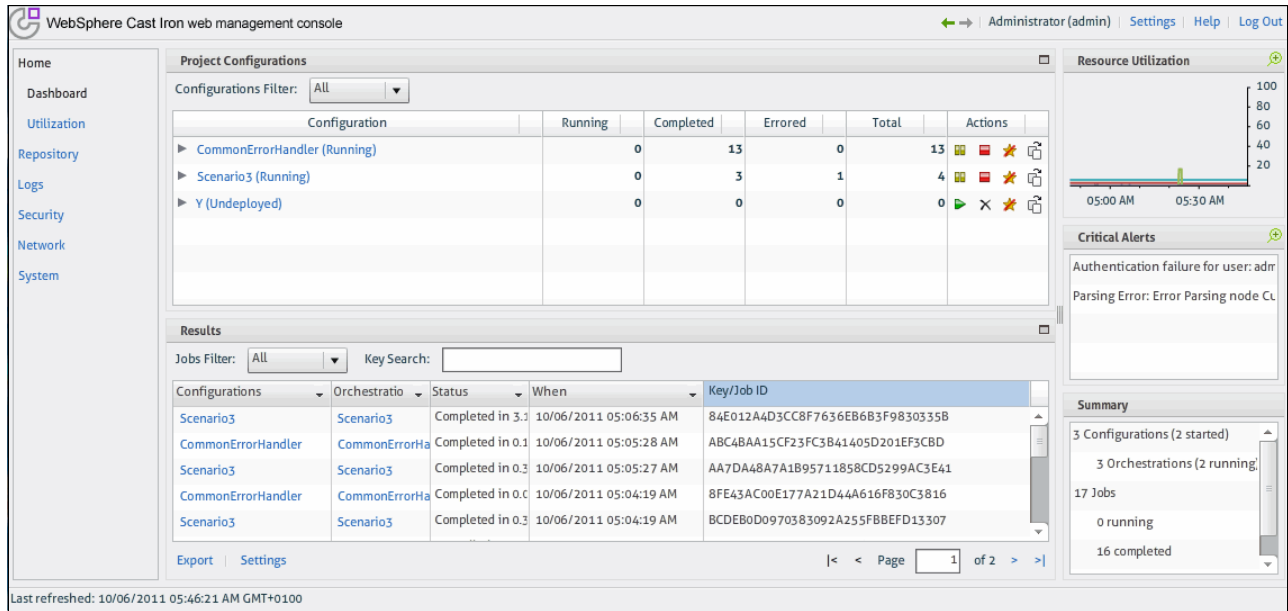 WebSphere Cast Iron web management console
Administrator (admin) Settings Help Log Out
Home
Dashboard
Utilization
Repository
Logs
Security
Network
System
Project Configurations
Configurations Filter: All
Configuration Running Completed Errored Total Actions
CommonErrorHandler (Running) 0 13 0 13
Scenario3 (Running) 0 3 1 4
Y (Undeployed) 0 0 0 0
Results
Jobs Filter: All Key Search:
Configurations Orchestratio Status When Key/Job ID
Scenario3 Scenario3 Completed in 3.1 10/06/2011 05:06:35 AM 84E012A4D3CC8F7636EB6B3F9830335B
CommonErrorHandler CommonErrorHa Completed in 0.1 10/06/2011 05:05:28 AM ABC4BAA15CF23FC3B41405D201EF3CBD
Scenario3 Scenario3 Completed in 0.3 10/06/2011 05:05:27 AM AA7DA48A7A1B95711858CD5299AC3E41
CommonErrorHandler CommonErrorHa Completed in 0.0 10/06/2011 05:04:19 AM 8FE43AC00E177A21D44A616F830C3816
Scenario3 Scenario3 Completed in 0.3 10/06/2011 05:04:19 AM BCDEB0D0970383092A255FBBEFD13307
Export Settings
|< < Page 1 of 2 > >|
Resource Utilization
100
80
60
40
20
05:00 AM 05:30 AM
Critical Alerts
Authentication failure for user: adm
Parsing Error: Error Parsing node Cu
Summary
3 Configurations (2 started)
3 Orchestrations (2 running)
17 Jobs
0 running
16 completed
Last refreshed: 10/06/2011 05:46:21 AM GMT+0100